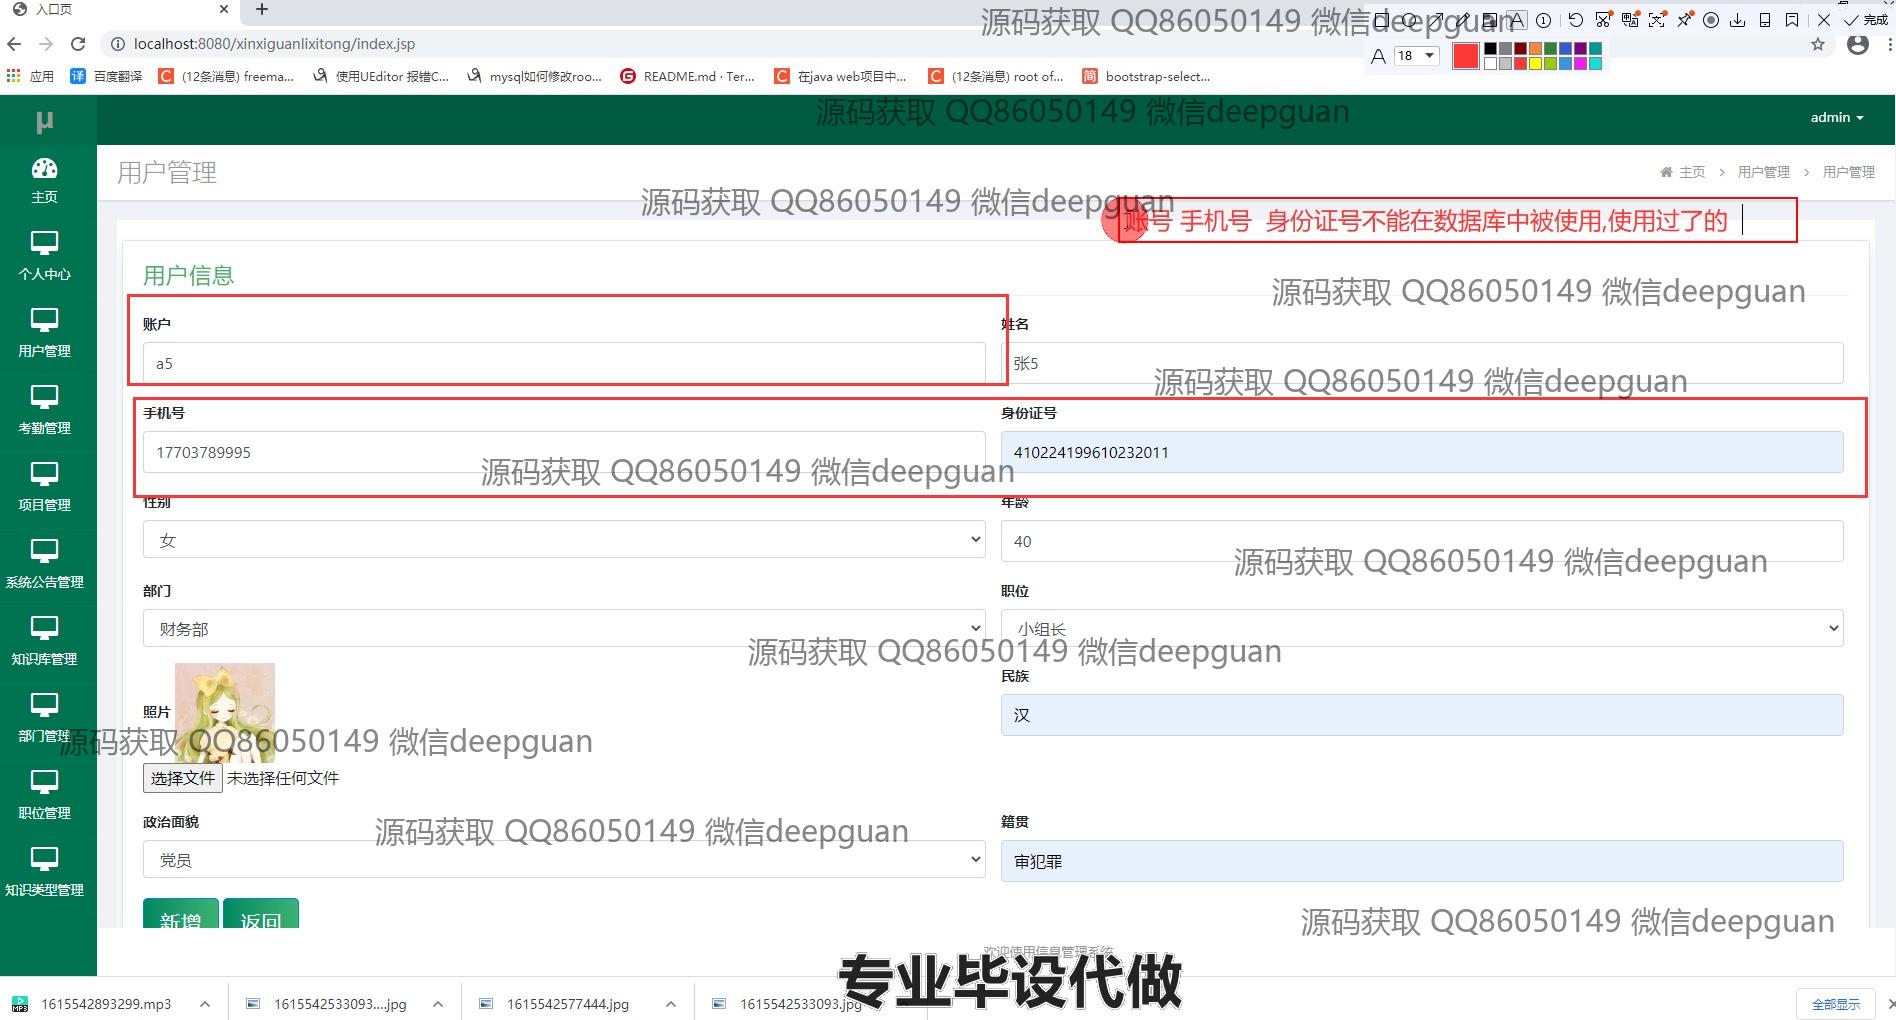 入口页
源码获取 QQ86050149 微信deepguan
完成
localhost:8080/xinxiguanlixitong/index.jsp
A 18
应用
百度翻译
(12条消息) freema...
使用UEditor 报错C...
mysql如何修改roo...
README.md · Ter...
在java web项目中...
(12条消息) root of...
bootstrap-select...
μ
源码获取 QQ86050149 微信deepguan
admin
用户管理
主页 > 用户管理 > 用户管理
源码获取 QQ86050149 微信deepguan
账号 手机号 身份证号不能在数据库中被使用,使用过了的
主页
个人中心
用户管理
考勤管理
项目管理
系统公告管理
知识库管理
部门管理
职位管理
知识类型管理
用户信息
源码获取 QQ86050149 微信deepguan
账户
姓名
a5
张5
源码获取 QQ86050149 微信deepguan
手机号
身份证号
17703789995
410224199610232011
源码获取 QQ86050149 微信deepguan
性别
年龄
女
40
源码获取 QQ86050149 微信deepguan
部门
职位
财务部
小组长
源码获取 QQ86050149 微信deepguan
民族
照片
汉
源码获取 QQ86050149 微信deepguan
选择文件 未选择任何文件
政治面貌
籍贯
源码获取 QQ86050149 微信deepguan
党员
审犯罪
新增
返回
源码获取 QQ86050149 微信deepguan
欢迎使用信息管理系统
专业毕设代做
1615542893299.mp3
1615542533093....jpg
1615542577444.jpg
1615542533093.jpg
全部显示